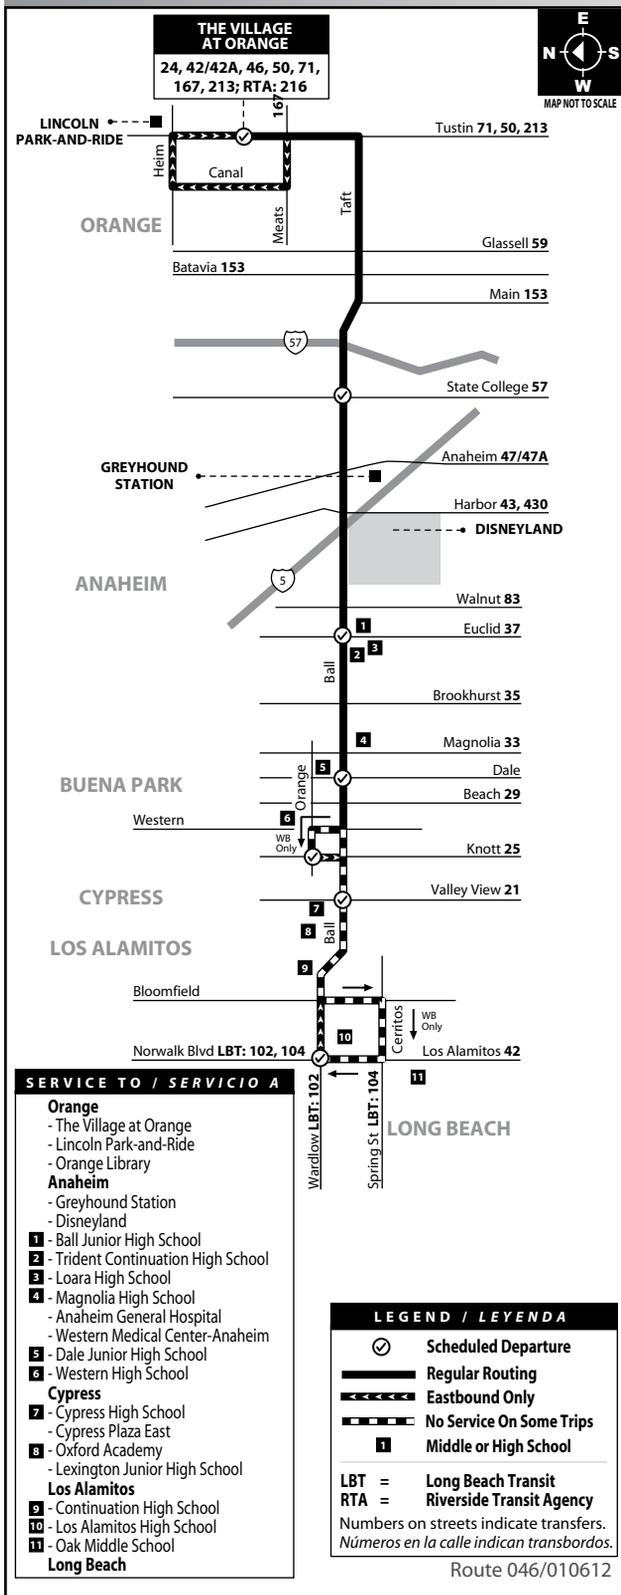 THE VILLAGE
AT ORANGE
24, 42/42A, 46, 50, 71,
167, 213; RTA: 216
E
N
S
W
MAP NOT TO SCALE
167
LINCOLN
PARK-AND-RIDE
Tustin 71, 50, 213
Heim
Canal
Meats
Taft
ORANGE
Glassell 59
Batavia 153
Main 153
57
State College 57
Anaheim 47/47A
GREYHOUND
STATION
Harbor 43, 430
DISNEYLAND
5
ANAHEIM
Walnut 83
1
Euclid 37
2
3
Ball
Brookhurst 35
4
Magnolia 33
5
Dale
BUENA PARK
Orange
Beach 29
6
Western
WB
Only
Knott 25
CYPRESS
Valley View 21
7
8
Ball
LOS ALAMITOS
9
Bloomfield
Cerritos
WB
Only
10
Norwalk Blvd LBT: 102, 104
Los Alamitos 42
11
Wardlow LBT: 102
Spring St LBT: 104
LONG BEACH
SERVICE TO / SERVICIO A
Orange
- The Village at Orange
- Lincoln Park-and-Ride
- Orange Library
Anaheim
- Greyhound Station
- Disneyland
1 - Ball Junior High School
2 - Trident Continuation High School
3 - Loara High School
4 - Magnolia High School
- Anaheim General Hospital
- Western Medical Center-Anaheim
5 - Dale Junior High School
6 - Western High School
Cypress
7 - Cypress High School
- Cypress Plaza East
8 - Oxford Academy
- Lexington Junior High School
Los Alamitos
9 - Continuation High School
10 - Los Alamitos High School
11 - Oak Middle School
Long Beach
LEGEND / LEYENDA
Scheduled Departure
Regular Routing
Eastbound Only
No Service On Some Trips
1 Middle or High School
LBT = Long Beach Transit
RTA = Riverside Transit Agency
Numbers on streets indicate transfers.
Números en la calle indican transbordos.
Route 046/010612